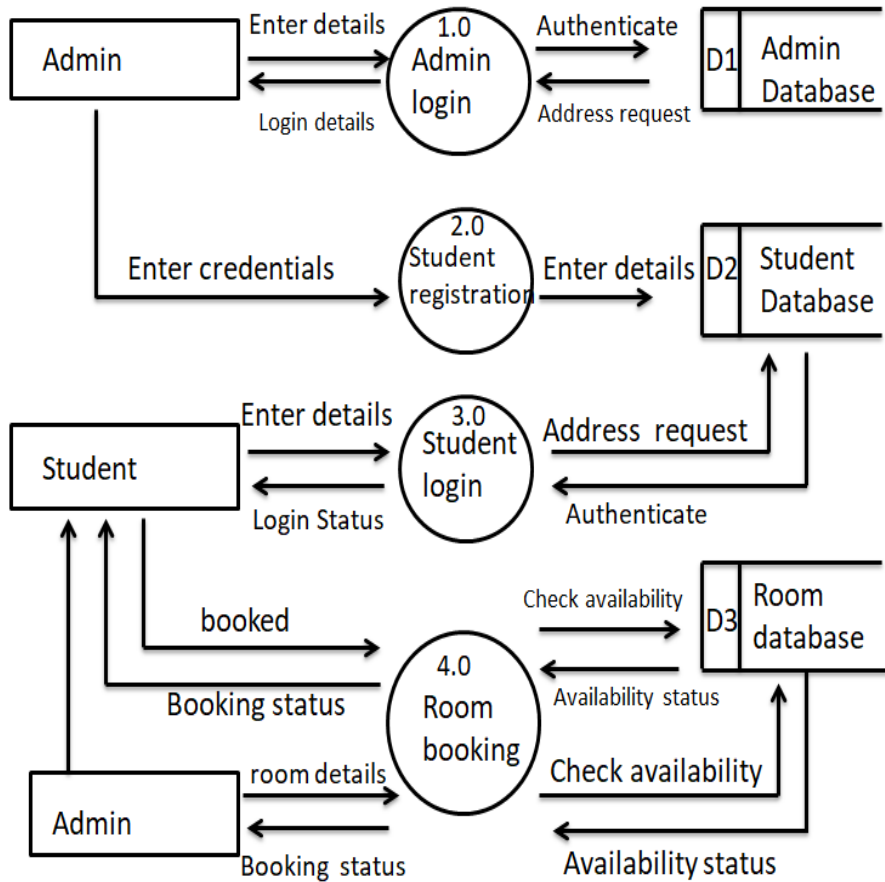 Enter details
1.0
Authenticate
Admin
Admin
login
D1
Admin
Database
Login details
Address request
2.0
Student
registration
Enter credentials
Enter details
D2
Student
Database
Enter details
3.0
Student
login
Address request
Student
Login Status
Authenticate
booked
Check availability
D3
Room
database
4.0
Room
booking
Booking status
Availability status
room details
Check availability
Admin
Booking status
Availability status